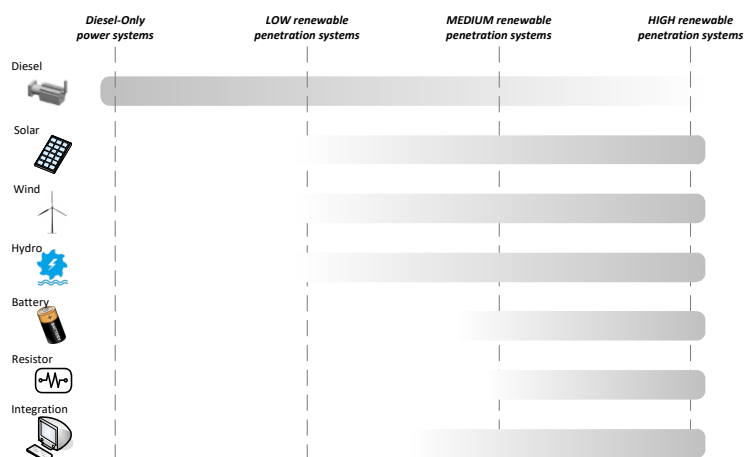 Diesel-Only
power systems
LOW renewable
penetration systems
MEDIUM renewable
penetration systems
HIGH renewable
penetration systems
Diesel
Solar
Wind
Hydro
Battery
BATTERY
Resistor
Integration